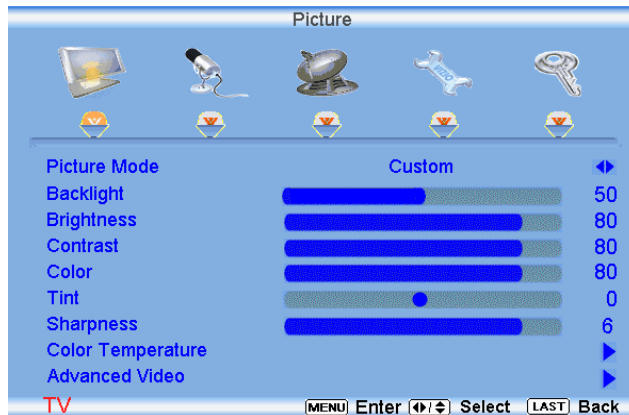 Picture
VIZIO
Picture Mode Custom
Backlight 50
Brightness 80
Contrast 80
Color 80
Tint 0
Sharpness 6
Color Temperature
Advanced Video
TV MENU Enter / Select LAST Back